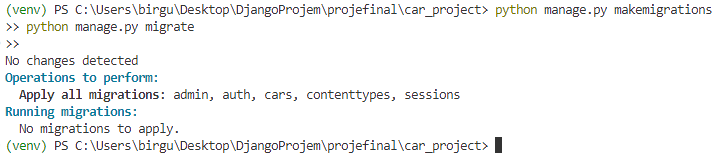 (venv) PS C:\Users\birgu\Desktop\DjangoProjem\projefinal\car_project> python manage.py makemigrations
>> python manage.py migrate
>>
No changes detected
Operations to perform:
  Apply all migrations: admin, auth, cars, contenttypes, sessions
Running migrations:
  No migrations to apply.
(venv) PS C:\Users\birgu\Desktop\DjangoProjem\projefinal\car_project>